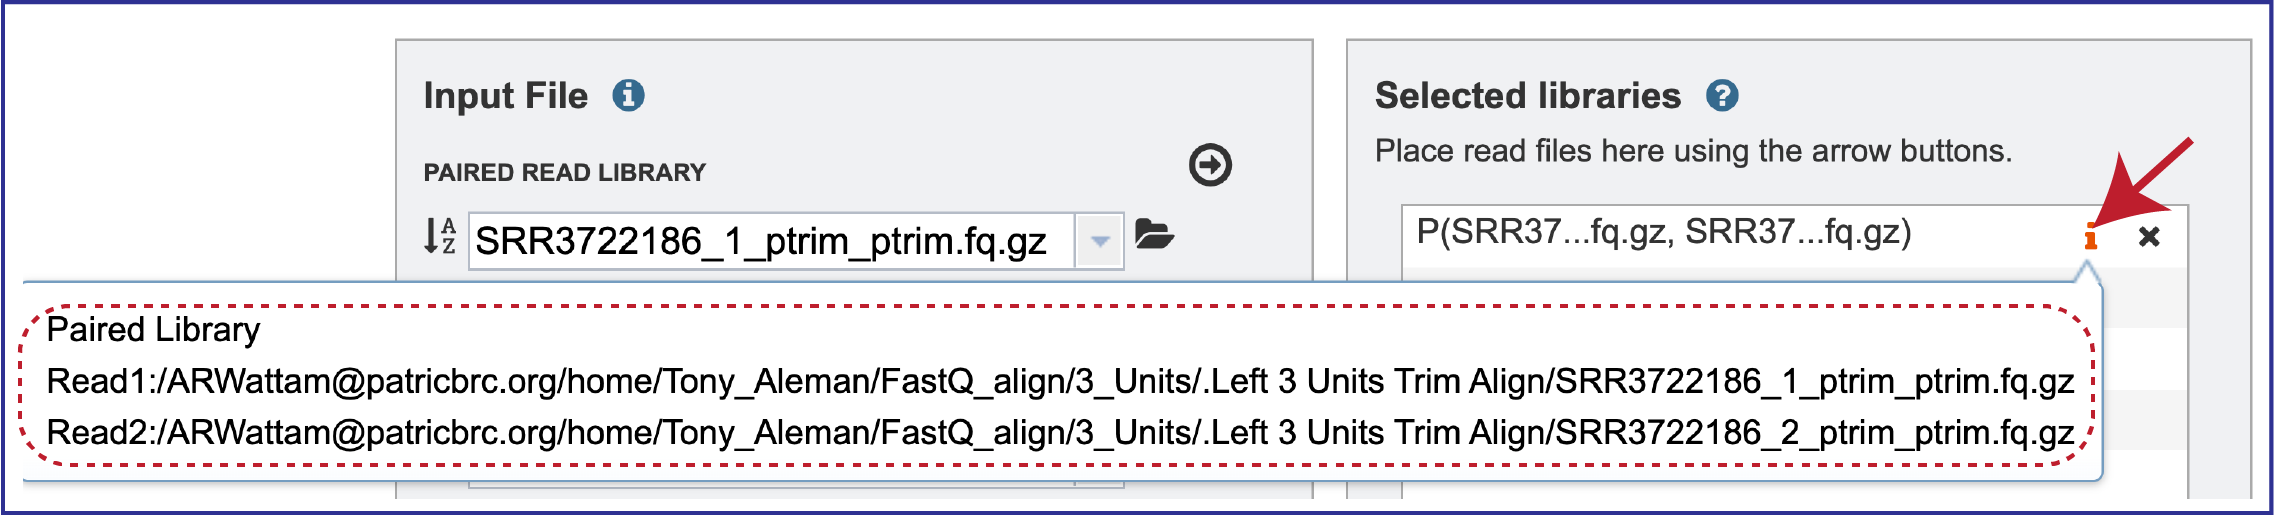 Input File
PAIRED READ LIBRARY
SRR3722186_1_ptrim_ptrim.fq.gz
Selected libraries
Place read files here using the arrow buttons.
P(SRR37...fq.gz, SRR37...fq.gz)
Paired Library
Read1:/ARWattam@patricbrc.org/home/Tony_Aleman/FastQ_align/3_Units/.Left 3 Units Trim Align/SRR3722186_1_ptrim_ptrim.fq.gz
Read2:/ARWattam@patricbrc.org/home/Tony_Aleman/FastQ_align/3_Units/.Left 3 Units Trim Align/SRR3722186_2_ptrim_ptrim.fq.gz